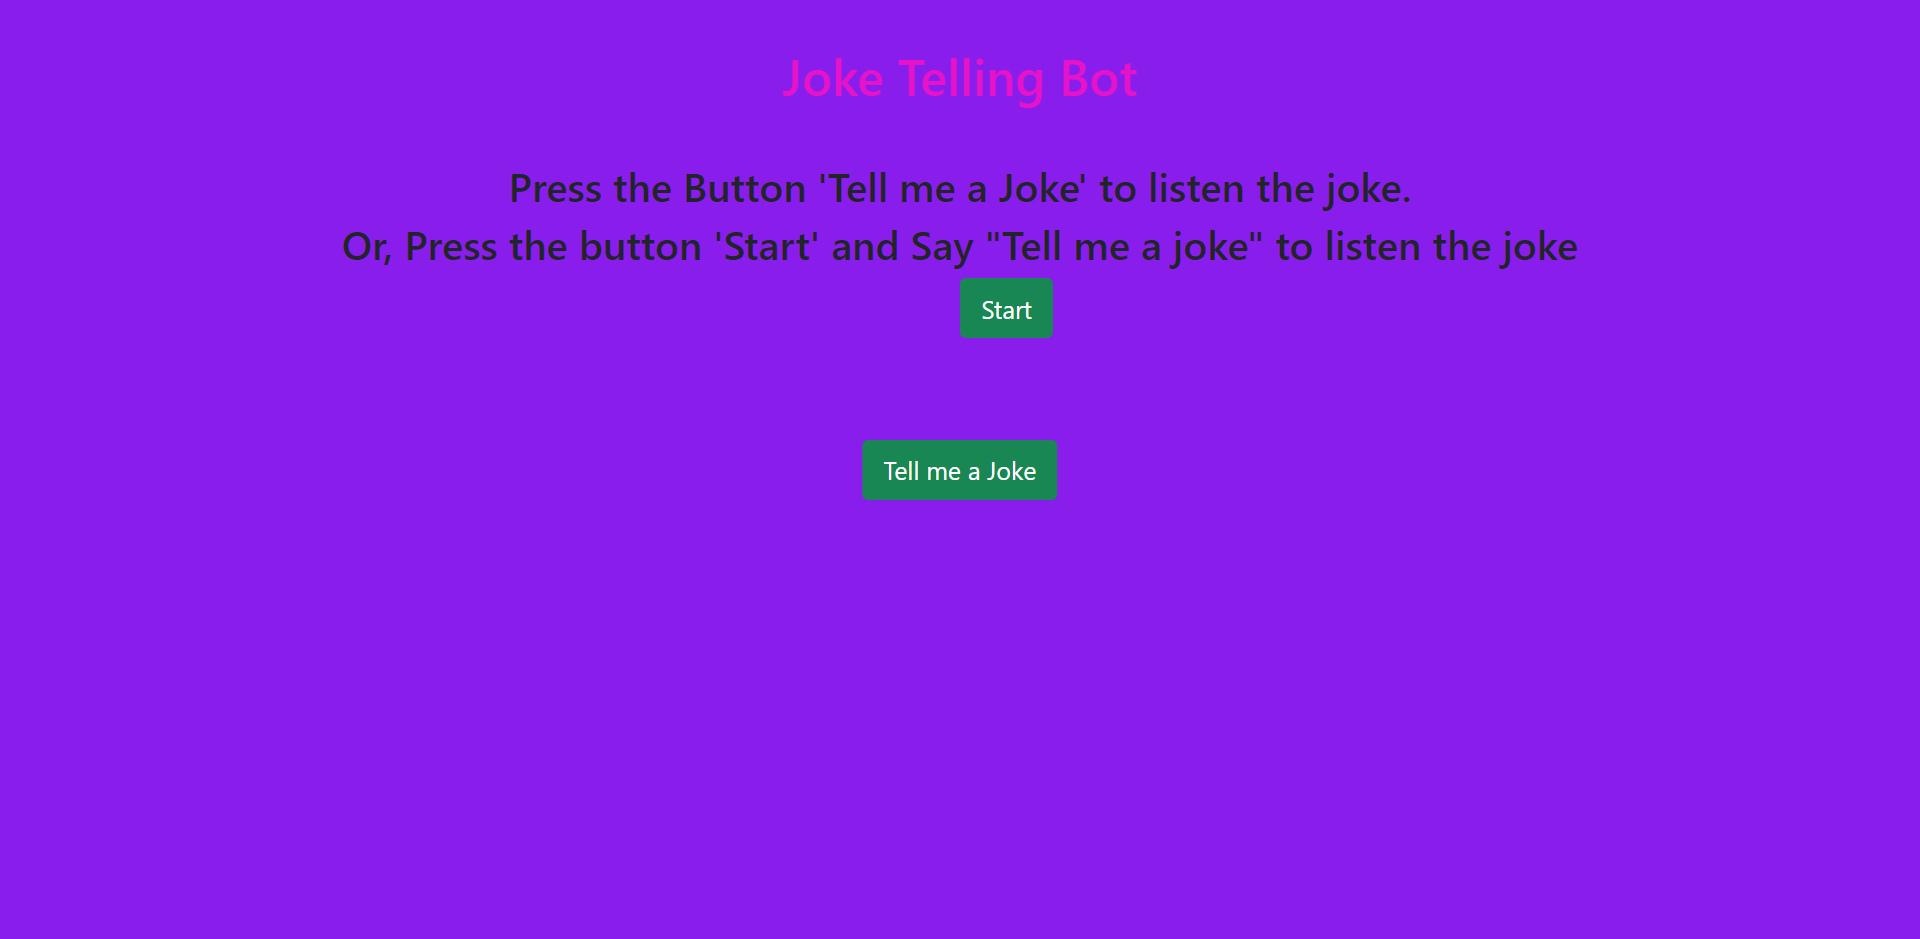 Joke Telling Bot
Press the Button 'Tell me a Joke' to listen the joke.
Or, Press the button 'Start' and Say "Tell me a joke" to listen the joke
Start
Tell me a Joke